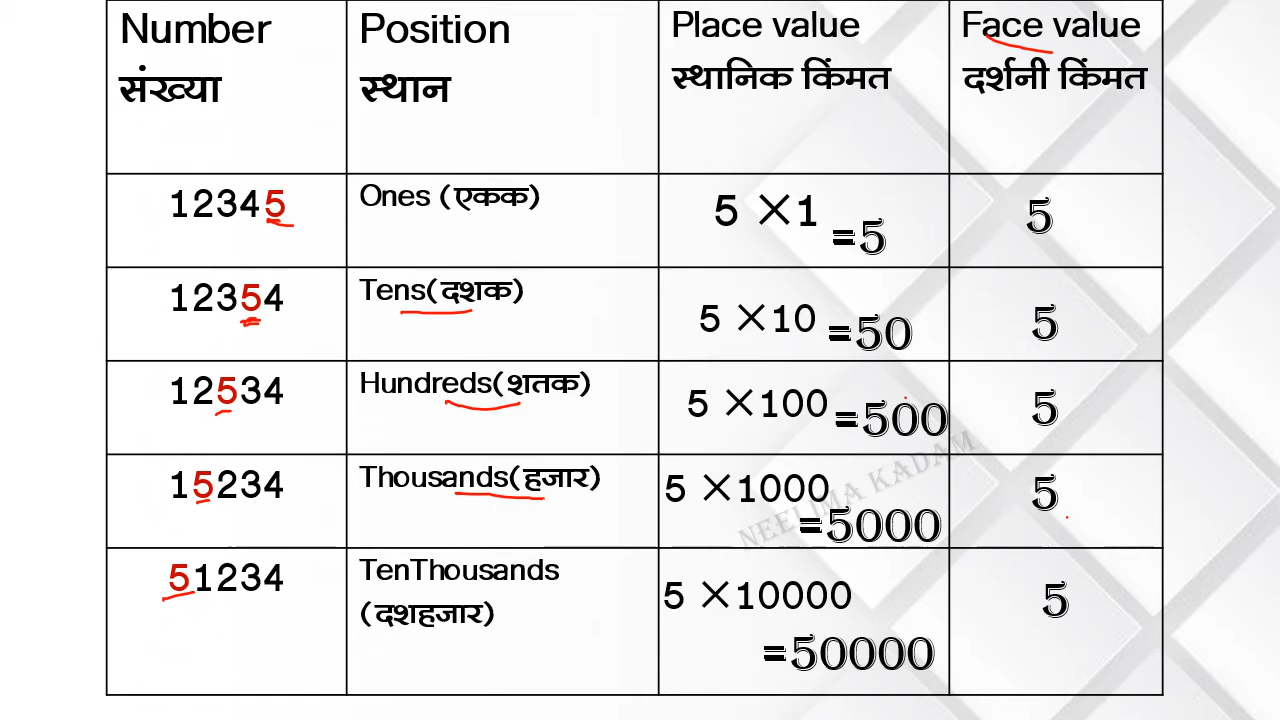 Number Position Place value Face value
संख्या स्थान स्थानिक किंमत दर्शनी किंमत
12345 Ones (एकक) 5 ×1 =5 5
12354 Tens(दशक) 5 ×10 =50 5
12534 Hundreds(शतक) 5 ×100 =500 5
15234 Thousands(हजार) 5 ×1000 =5000 5
51234 TenThousands (दशहजार) 5 ×10000 =50000 5
NEELIMA KADAM